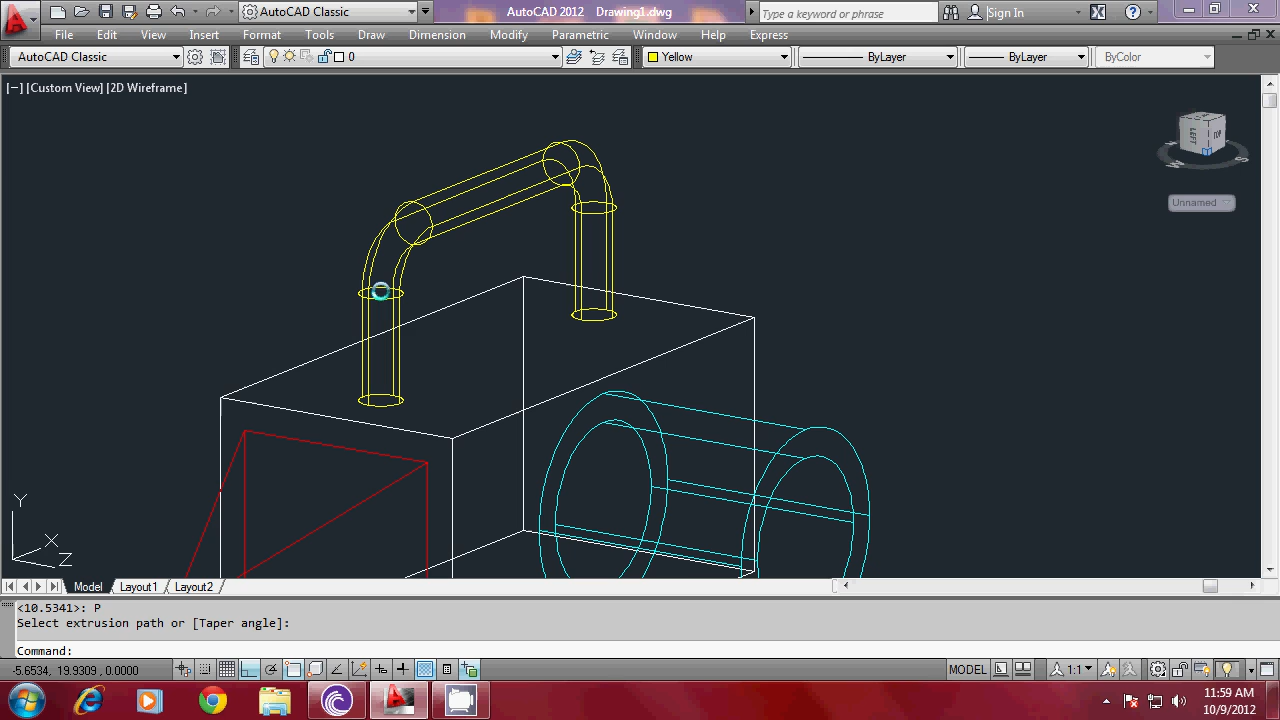 AutoCAD Classic
AutoCAD 2012 Drawing1.dwg
Type a keyword or phrase
Sign In
File Edit View Insert Format Tools Draw Dimension Modify Parametric Window Help Express
AutoCAD Classic
0
Yellow
ByLayer
ByLayer
ByColor
[−][Custom View][2D Wireframe]
LEFT
S
Unnamed
Y
X
Z
Model Layout1 Layout2
<10.5341>: P
Select extrusion path or [Taper angle]:
Command:
-5.6534, 19.9309, 0.0000
MODEL
1:1
11:59 AM
10/9/2012